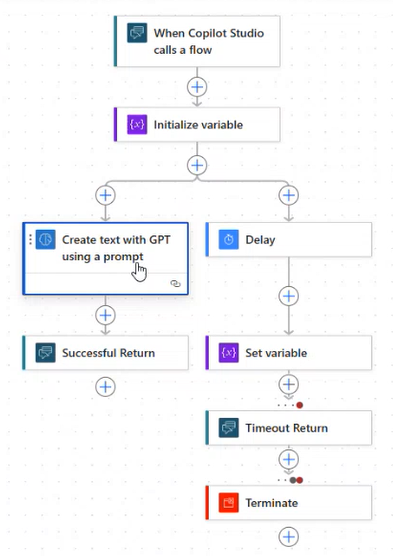 When Copilot Studio
calls a flow
Initialize variable
Create text with GPT
using a prompt
Delay
Successful Return
Set variable
Timeout Return
Terminate